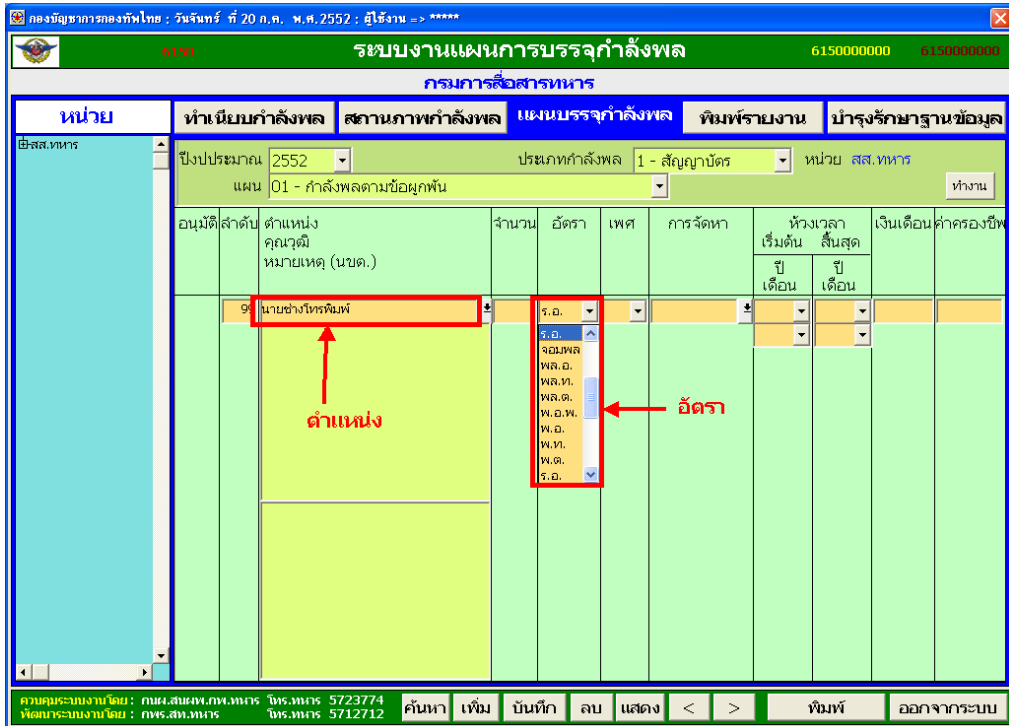 กองบัญชาการกองทัพไทย : วันจันทร์ ที่ 20 ก.ค. พ.ศ.2552 : ผู้ใช้งาน => *****
6150 ระบบงานแผนการบรรจุกำลังพล 6150000000 6150000000
กรมการสื่อสารทหาร
หน่วย ทำเนียบกำลังพล สถานภาพกำลังพล แผนบรรจุกำลังพล พิมพ์รายงาน บำรุงรักษาฐานข้อมูล
สส.ทหาร
ปีงปประมาณ 2552 ประเภทกำลังพล 1 - สัญญาบัตร หน่วย สส.ทหาร
แผน 01 - กำลังพลตามข้อผูกพัน ทำงาน
อนุมัติ ลำดับ ตำแหน่ง จำนวน อัตรา เพศ การจัดหา ห้วงเวลา เงินเดือน ค่าครองชีพ
คุณวุฒิ เริ่มต้น สิ้นสุด
หมายเหตุ (นขต.) ปี ปี
เดือน เดือน
99 นายช่างโทรพิมพ์ ร.อ.
ร.อ.
จอมพล
พล.อ.
พล.ท.
พล.ต.
พ.อ.พ.
พ.อ.
พ.ท.
พ.ต.
ร.อ.
อัตรา
ตำแหน่ง
ควบคุมระบบงานโดย : กนผ.สนผพ.กพ.ทหาร โทร.ทหาร 5723774
พัฒนาระบบงานโดย : กพร.สท.ทหาร โทร.ทหาร 5712712
ค้นหา เพิ่ม บันทึก ลบ แสดง < > พิมพ์ ออกจากระบบ